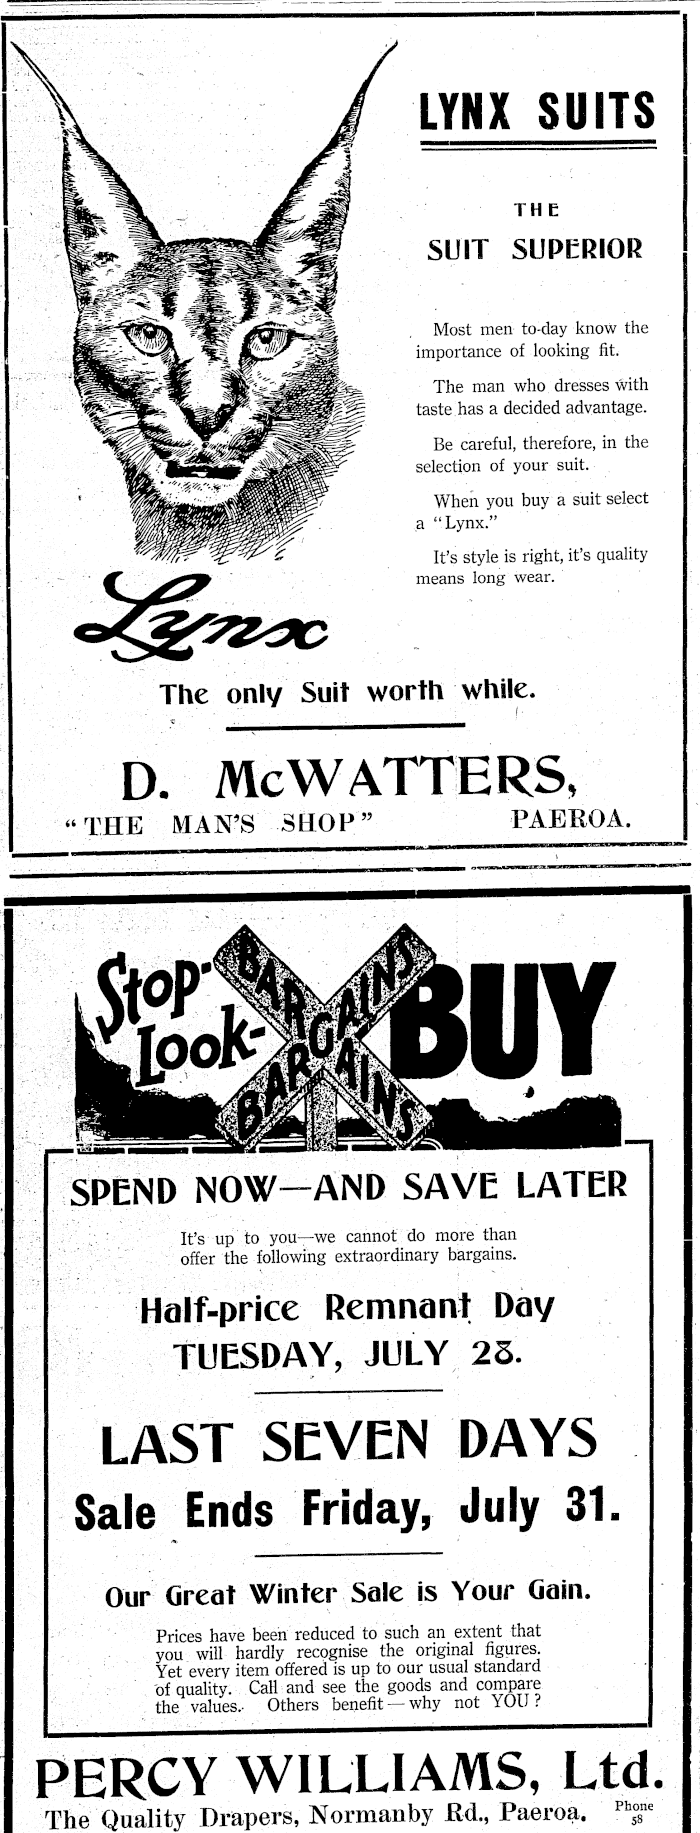 LYNX SUITS
THE
SUIT SUPERIOR
Most men to-day know the
importance of looking fit.
The man who dresses with
taste has a decided advantage.
Be careful, therefore, in the
selection of your suit.
When you buy a suit select
a "Lynx."
It's style is right, it's quality
means long wear.
Lynx
The only Suit worth while.
D. McWATTERS,
"THE MAN'S SHOP" PAEROA.
Stop-
Look-
BARGAINS
BARGAINS
BUY
SPEND NOW—AND SAVE LATER
It's up to you—we cannot do more than
offer the following extraordinary bargains.
Half-price Remnant Day
TUESDAY, JULY 28.
LAST SEVEN DAYS
Sale Ends Friday, July 31.
Our Great Winter Sale is Your Gain.
Prices have been reduced to such an extent that
you will hardly recognise the original figures.
Yet every item offered is up to our usual standard
of quality. Call and see the goods and compare
the values. Others benefit—why not YOU?
PERCY WILLIAMS, Ltd.
The Quality Drapers, Normanby Rd., Paeroa. Phone
58